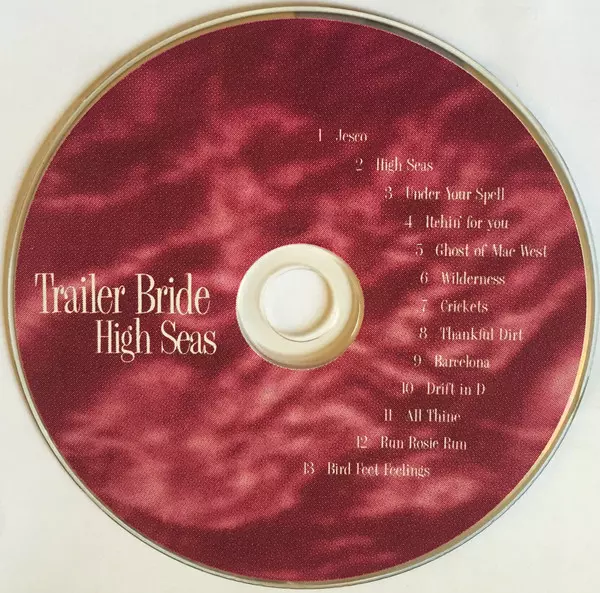 Trailer Bride
High Seas
1 Jesco
2 High Seas
3 Under Your Spell
4 Itchin' for you
5 Ghost of Mae West
6 Wilderness
7 Crickets
8 Thankful Dirt
9 Barcelona
10 Drift in D
11 All Thine
12 Run Rosie Run
13 Bird Feet Feelings